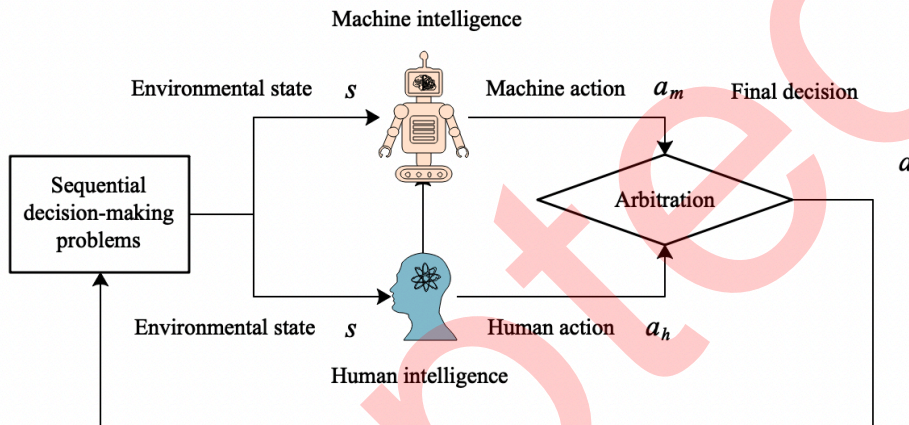 Machine intelligence
Environmental state s
Machine action a_m
Final decision
a
Sequential
decision-making
problems
Arbitration
Environmental state s
Human action a_h
Human intelligence